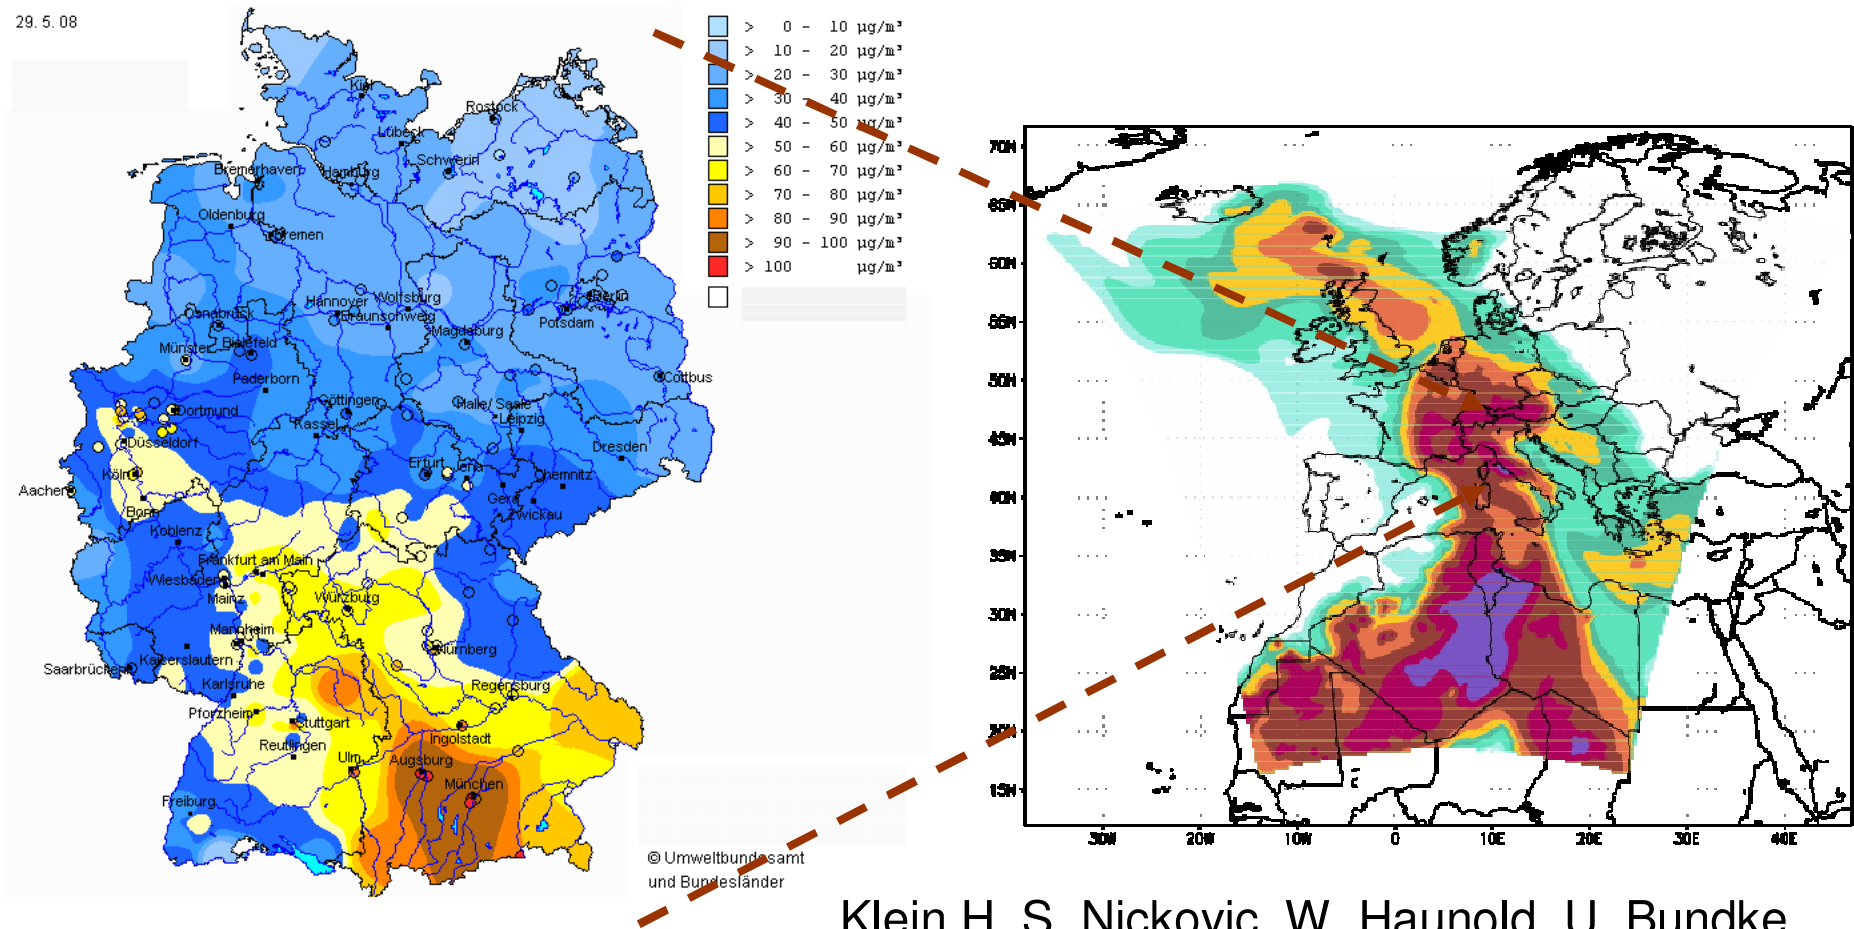 29. 5. 08
> 0 - 10 µg/m³
> 10 - 20 µg/m³
> 20 - 30 µg/m³
> 30 - 40 µg/m³
> 40 - 50 µg/m³
> 50 - 60 µg/m³
> 60 - 70 µg/m³
> 70 - 80 µg/m³
> 80 - 90 µg/m³
> 90 - 100 µg/m³
> 100 µg/m³
Kiel
Rostock
Lübeck
Schwerin
Bremerhaven
Hamburg
Oldenburg
Bremen
Hannover
Wolfsburg
Berlin
Osnabrück
Braunschweig
Potsdam
Magdeburg
Münster
Bielefeld
Paderborn
Cottbus
Dortmund
Göttingen
Halle/ Saale
Leipzig
Kassel
Düsseldorf
Dresden
Köln
Erfurt
Jena
Chemnitz
Aachen
Gera
Bonn
Zwickau
Koblenz
Frankfurt am Main
Wiesbaden
Mainz
Würzburg
Mannheim
Nürnberg
Kaiserslautern
Saarbrücken
Karlsruhe
Regensburg
Pforzheim
Stuttgart
Ingolstadt
Reutlingen
Ulm
Augsburg
München
Freiburg
© Umweltbundesamt
und Bundesländer
70N
65N
60N
55N
50N
45N
40N
35N
30N
25N
20N
15N
30W 20W 10W 0 10E 20E 30E 40E
Klein H., S. Nickovic, W. Haunold, U. Bundke,